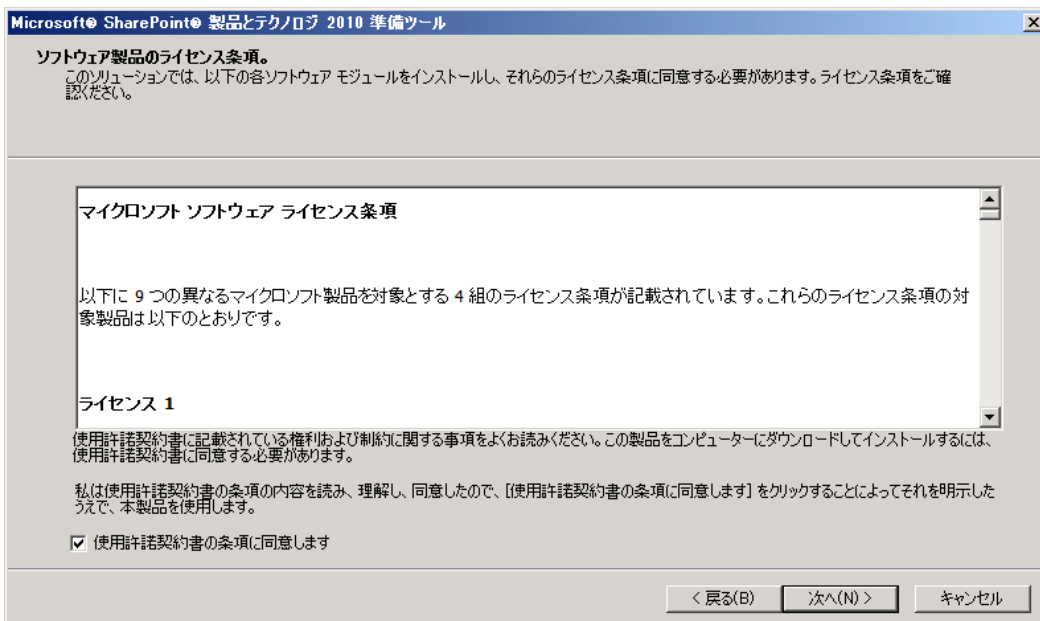 Microsoft® SharePoint® 製品とテクノロジ 2010 準備ツール
ソフトウェア製品のライセンス条項。
このソリューションでは、以下の各ソフトウェア モジュールをインストールし、それらのライセンス条項に同意する必要があります。ライセンス条項をご確
認ください。
マイクロソフト ソフトウェア ライセンス条項
以下に 9 つの異なるマイクロソフト製品を対象とする 4 組のライセンス条項が記載されています。これらのライセンス条項の対
象製品は以下のとおりです。
ライセンス 1
使用許諾契約書に記載されている権利および制約に関する事項をよくお読みください。この製品をコンピューターにダウンロードしてインストールするには、
使用許諾契約書に同意する必要があります。
私は使用許諾契約書の条項の内容を読み、理解し、同意したので、[使用許諾契約書の条項に同意します] をクリックすることによってそれを明示した
うえで、本製品を使用します。
使用許諾契約書の条項に同意します
< 戻る(B)
次へ(N) >
キャンセル